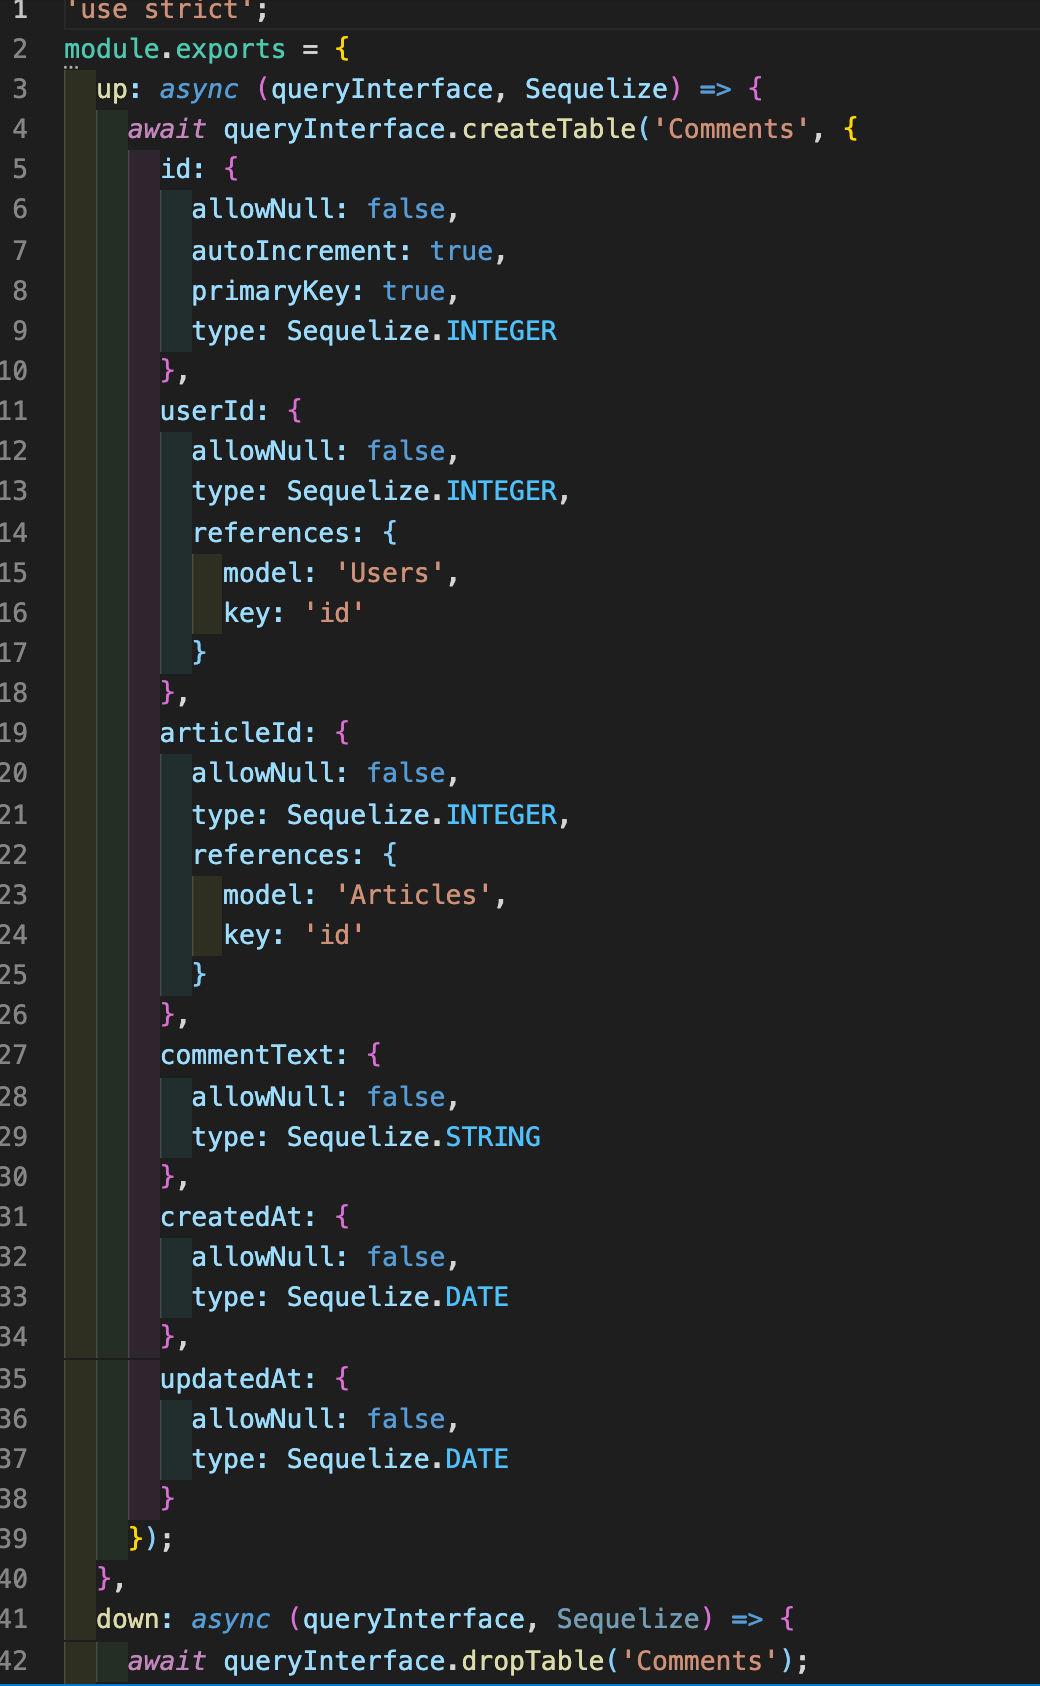 1 'use strict';
2 module.exports = {
3 up: async (queryInterface, Sequelize) => {
4 await queryInterface.createTable('Comments', {
5 id: {
6 allowNull: false,
7 autoIncrement: true,
8 primaryKey: true,
9 type: Sequelize.INTEGER
10 },
11 userId: {
12 allowNull: false,
13 type: Sequelize.INTEGER,
14 references: {
15 model: 'Users',
16 key: 'id'
17 }
18 },
19 articleId: {
20 allowNull: false,
21 type: Sequelize.INTEGER,
22 references: {
23 model: 'Articles',
24 key: 'id'
25 }
26 },
27 commentText: {
28 allowNull: false,
29 type: Sequelize.STRING
30 },
31 createdAt: {
32 allowNull: false,
33 type: Sequelize.DATE
34 },
35 updatedAt: {
36 allowNull: false,
37 type: Sequelize.DATE
38 }
39 });
40 },
41 down: async (queryInterface, Sequelize) => {
42 await queryInterface.dropTable('Comments');